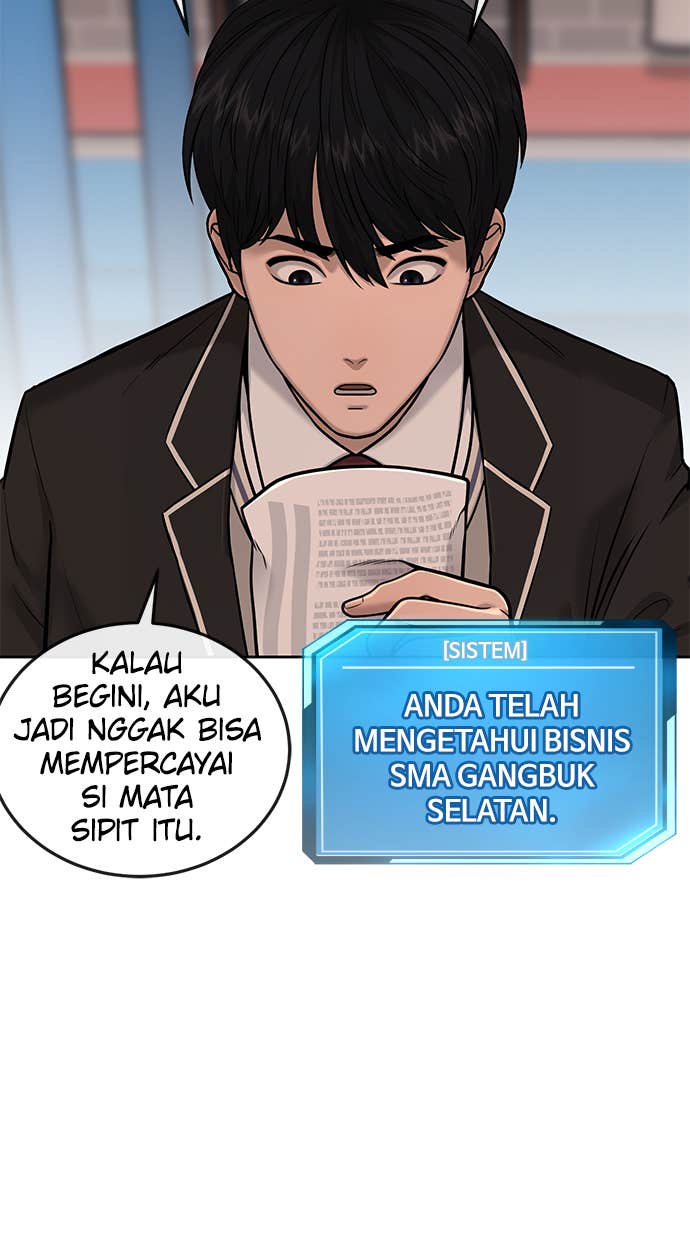 KALAU
BEGINI, AKU
JADI NGGAK BISA
MEMPERCAYAI
SI MATA
SIPIT ITU.
[SISTEM]
ANDA TELAH
MENGETAHUI BISNIS
SMA GANGBUK
SELATAN.